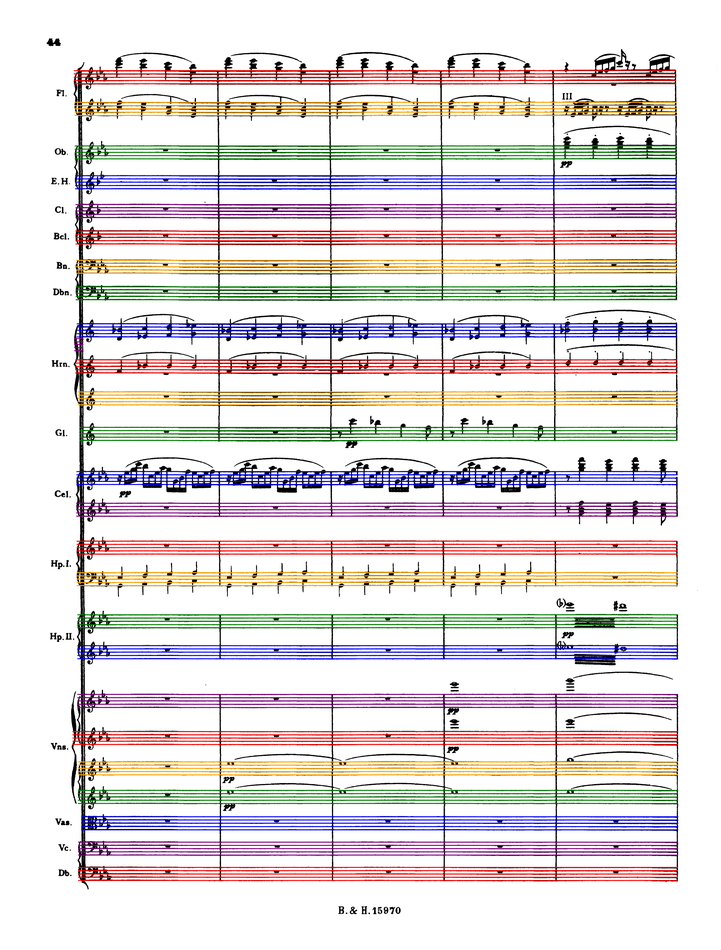 44
Fl.
III
Ob.
pp
E. H.
Cl.
Bcl.
Bn.
Dbn.
Hrn.
Gl.
pp
Cel.
pp
Hp. I.
Hp. II.
pp
pp
pp
Vns.
pp
pp
Vas.
Vc.
Db.
B. & H. 15970